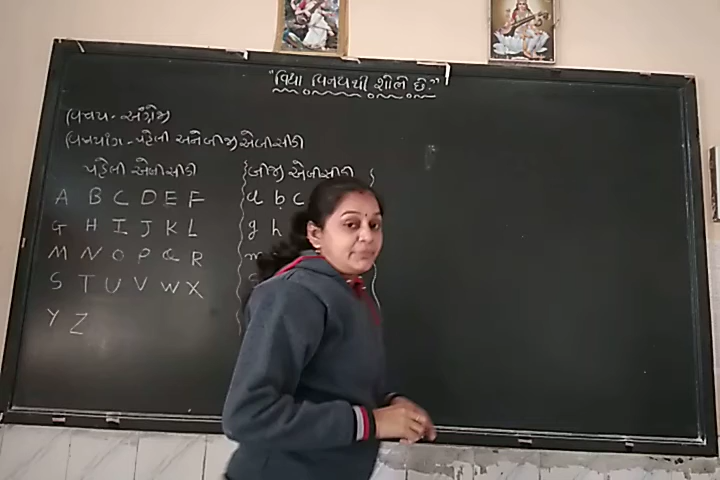 "વિદ્યા વિનયથી શોભે છે."
વિષય - અંગ્રેજી
વિષયાંગ - પહેલી અને બીજી એબીસીડી
પહેલી એબીસીડી
A B C D E F
G H I J K L
M N O P Q R
S T U V W X
Y Z
બીજી એબીસીડી
a b c
g h
m
s